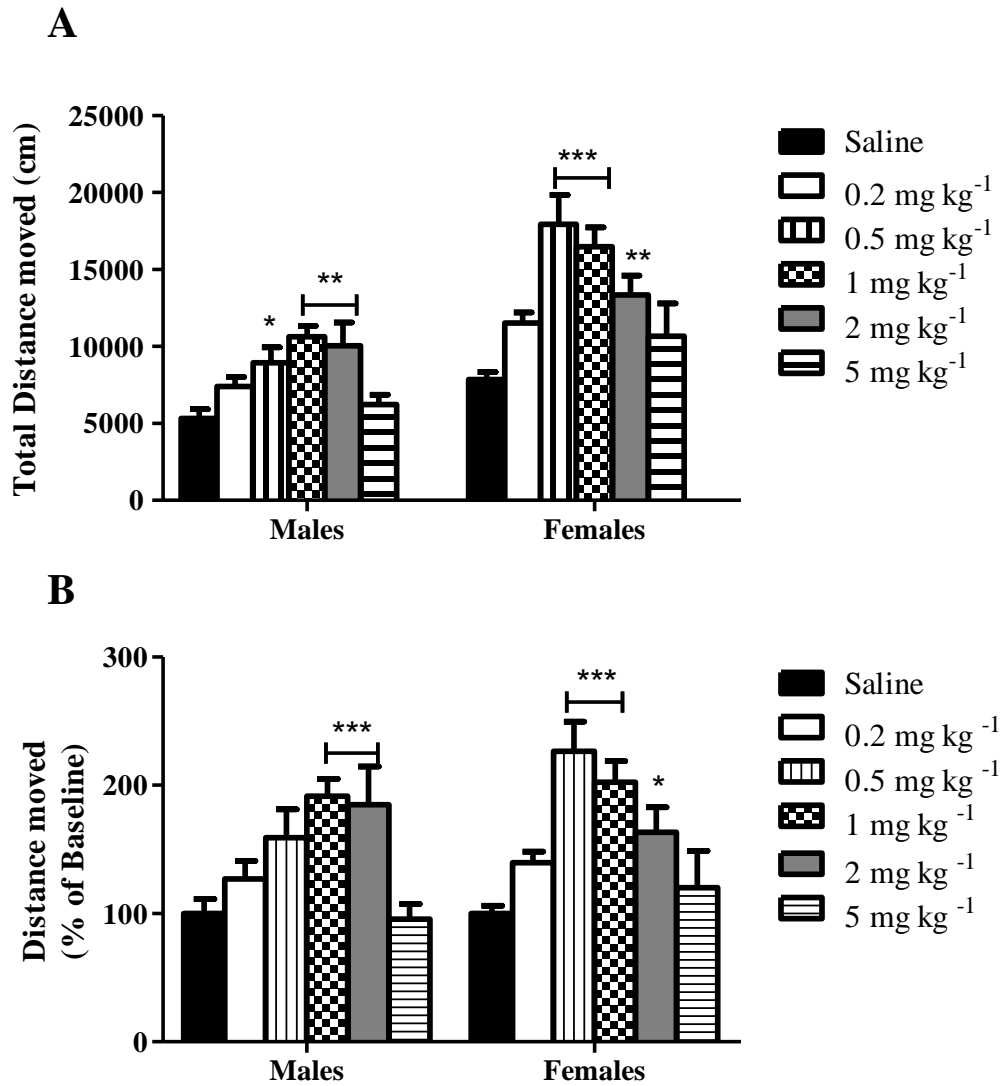 A
Total Distance moved (cm)
25000
20000
15000
10000
5000
0
*
**
***
**
Males
Females
Saline
0.2 mg kg⁻¹
0.5 mg kg⁻¹
1 mg kg⁻¹
2 mg kg⁻¹
5 mg kg⁻¹
B
Distance moved
(% of Baseline)
300
200
100
0
***
***
*
Males
Females
Saline
0.2 mg kg ⁻¹
0.5 mg kg ⁻¹
1 mg kg ⁻¹
2 mg kg ⁻¹
5 mg kg ⁻¹